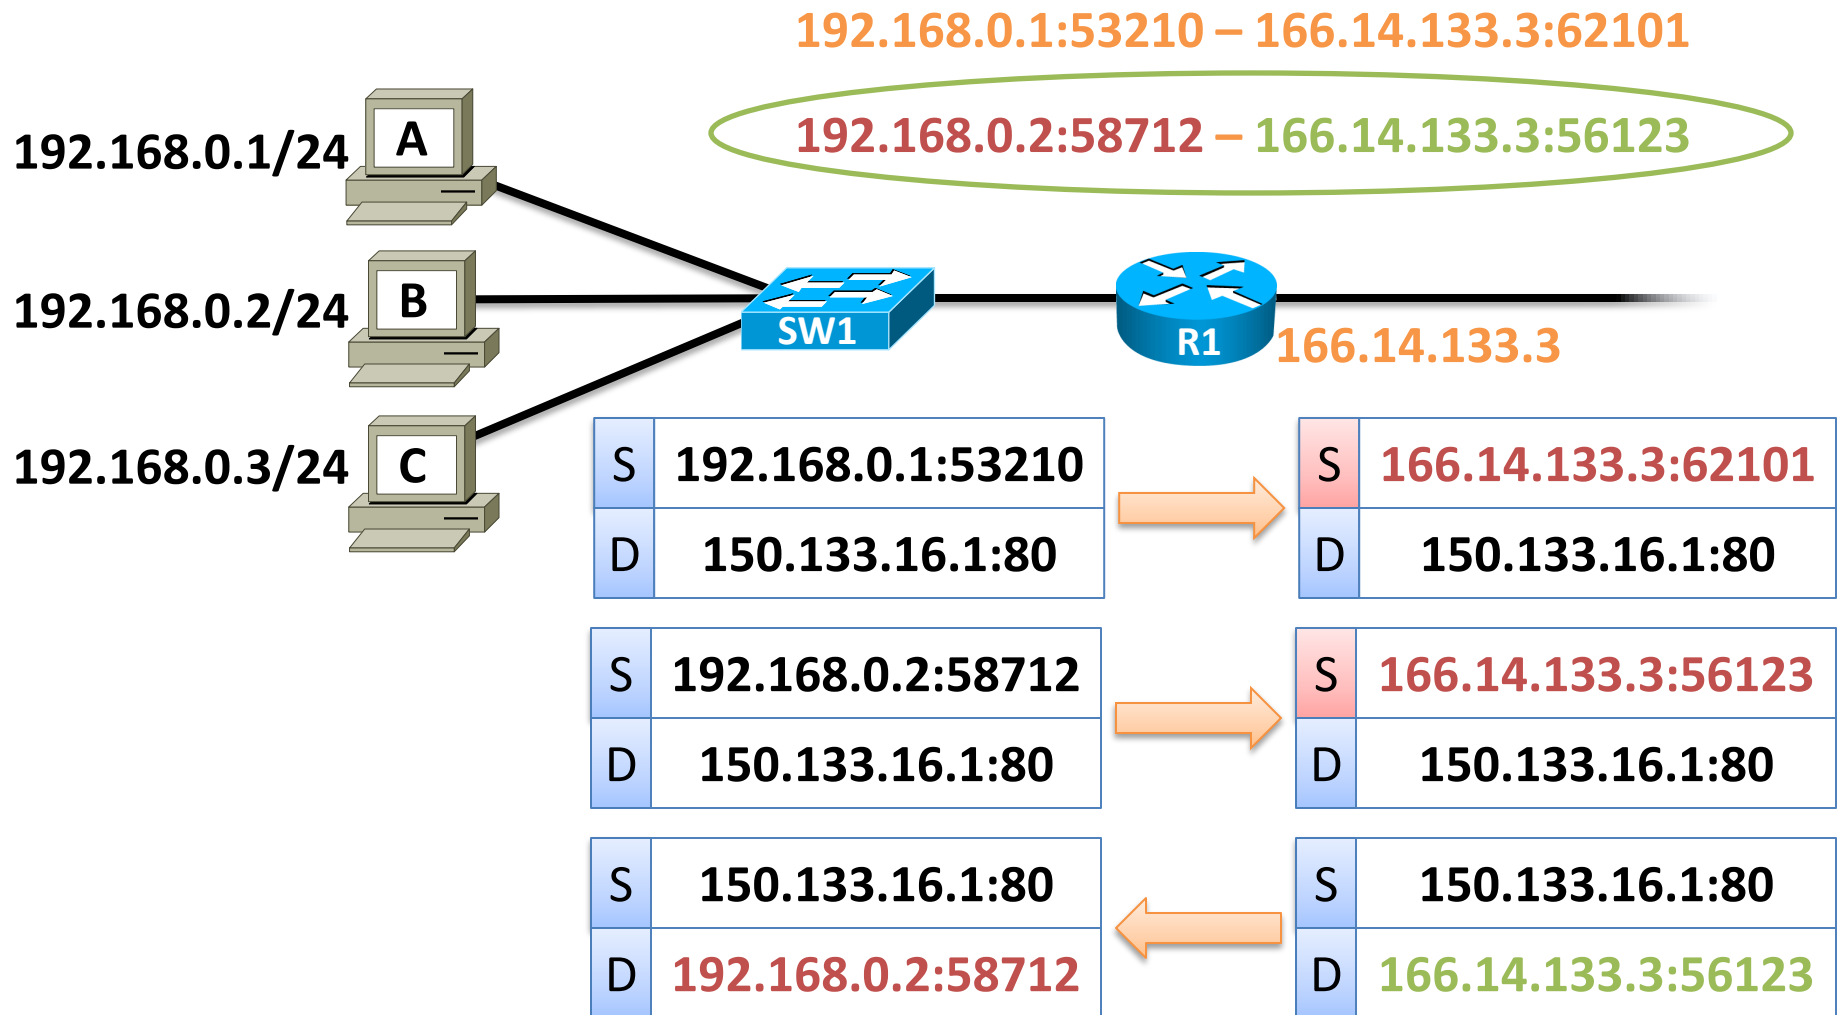 192.168.0.1:53210 – 166.14.133.3:62101
192.168.0.2:58712 – 166.14.133.3:56123
192.168.0.1/24
A
192.168.0.2/24
B
192.168.0.3/24
C
SW1
R1
166.14.133.3
S 192.168.0.1:53210
D 150.133.16.1:80
S 166.14.133.3:62101
D 150.133.16.1:80
S 192.168.0.2:58712
D 150.133.16.1:80
S 166.14.133.3:56123
D 150.133.16.1:80
S 150.133.16.1:80
D 192.168.0.2:58712
S 150.133.16.1:80
D 166.14.133.3:56123